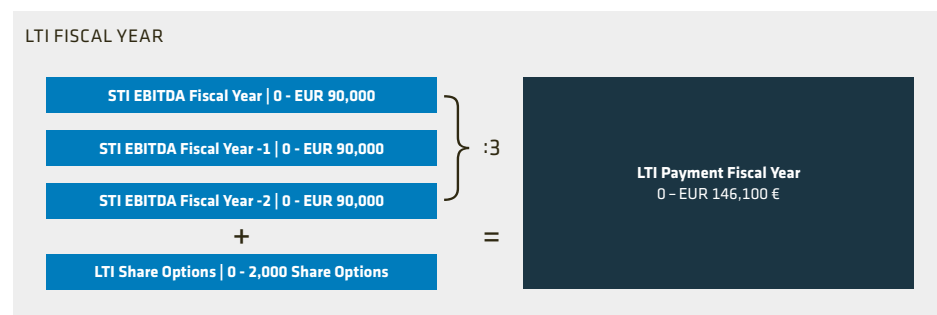 LTI FISCAL YEAR
STI EBITDA Fiscal Year | 0 - EUR 90,000
STI EBITDA Fiscal Year -1 | 0 - EUR 90,000
:3
STI EBITDA Fiscal Year -2 | 0 - EUR 90,000
+
=
LTI Share Options | 0 - 2,000 Share Options
LTI Payment Fiscal Year
0 – EUR 146,100 €